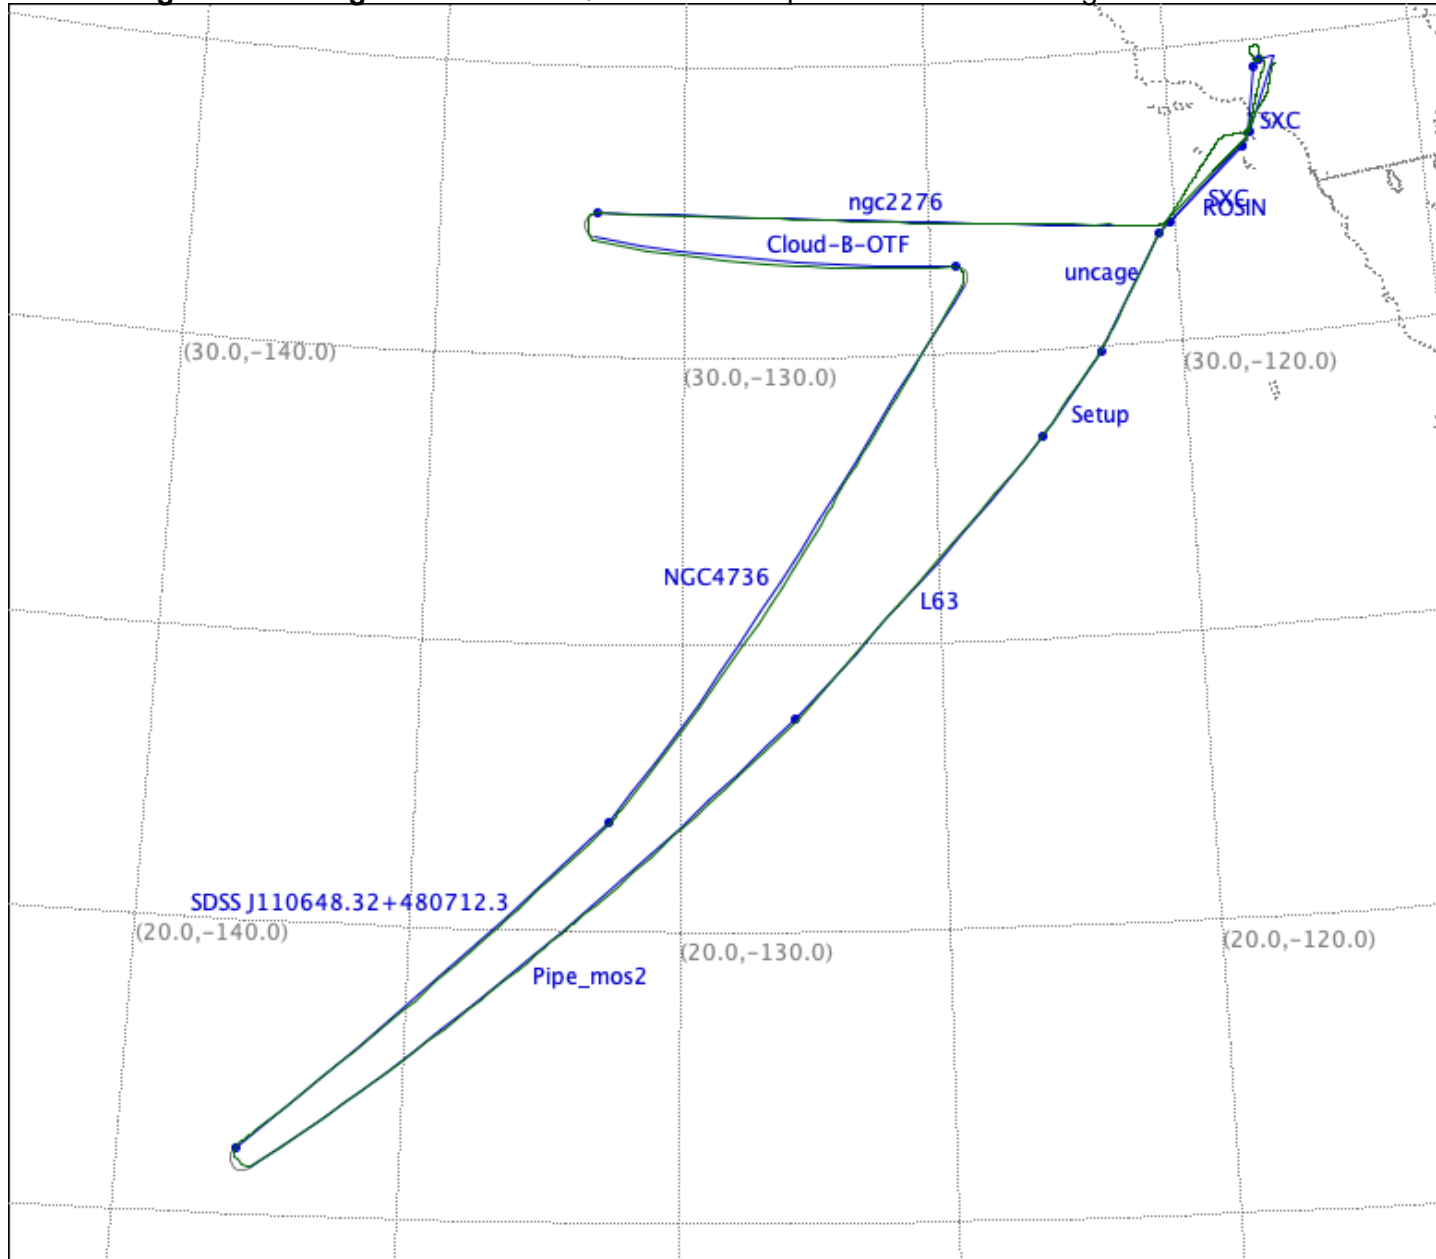 SXC
ngc2276
SXC
ROSIN
Cloud-B-OTF
uncage
(30.0,-140.0)
(30.0,-130.0)
(30.0,-120.0)
Setup
NGC4736
L63
SDSS J110648.32+480712.3
(20.0,-140.0)
(20.0,-130.0)
(20.0,-120.0)
Pipe_mos2